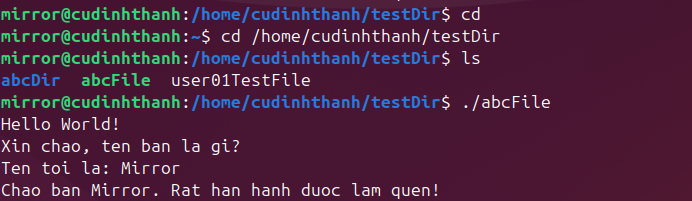 mirror@cudinhthanh:/home/cudinhthanh/testDir$ cd
mirror@cudinhthanh:~$ cd /home/cudinhthanh/testDir
mirror@cudinhthanh:/home/cudinhthanh/testDir$ ls
abcDir  abcFile  user01TestFile
mirror@cudinhthanh:/home/cudinhthanh/testDir$ ./abcFile
Hello World!
Xin chao, ten ban la gi?
Ten toi la: Mirror
Chao ban Mirror. Rat han hanh duoc lam quen!